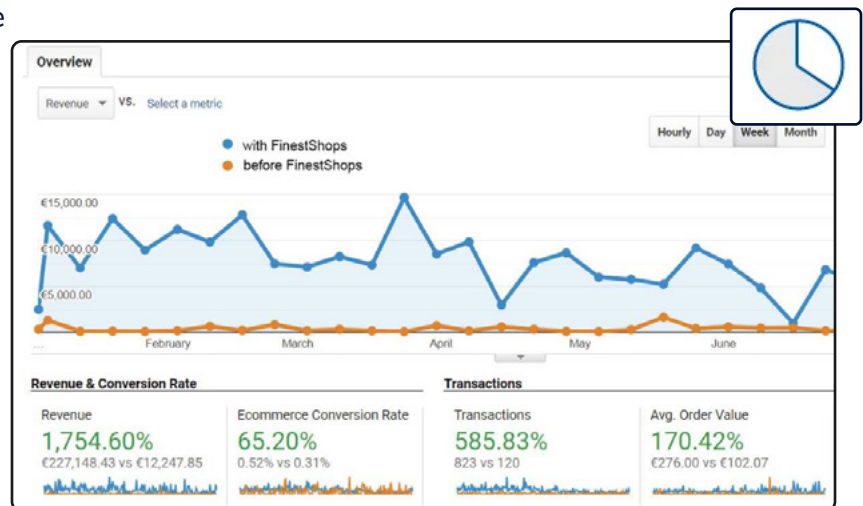 e
Overview
Revenue VS. Select a metric
Hourly Day Week Month
with FinestShops
before FinestShops
€15,000.00
€10,000.00
€5,000.00
... February March April May June
Revenue & Conversion Rate
Revenue
1,754.60%
€227,148.43 vs €12,247.85
Ecommerce Conversion Rate
65.20%
0.52% vs 0.31%
Transactions
Transactions
585.83%
823 vs 120
Avg. Order Value
170.42%
€276.00 vs €102.07